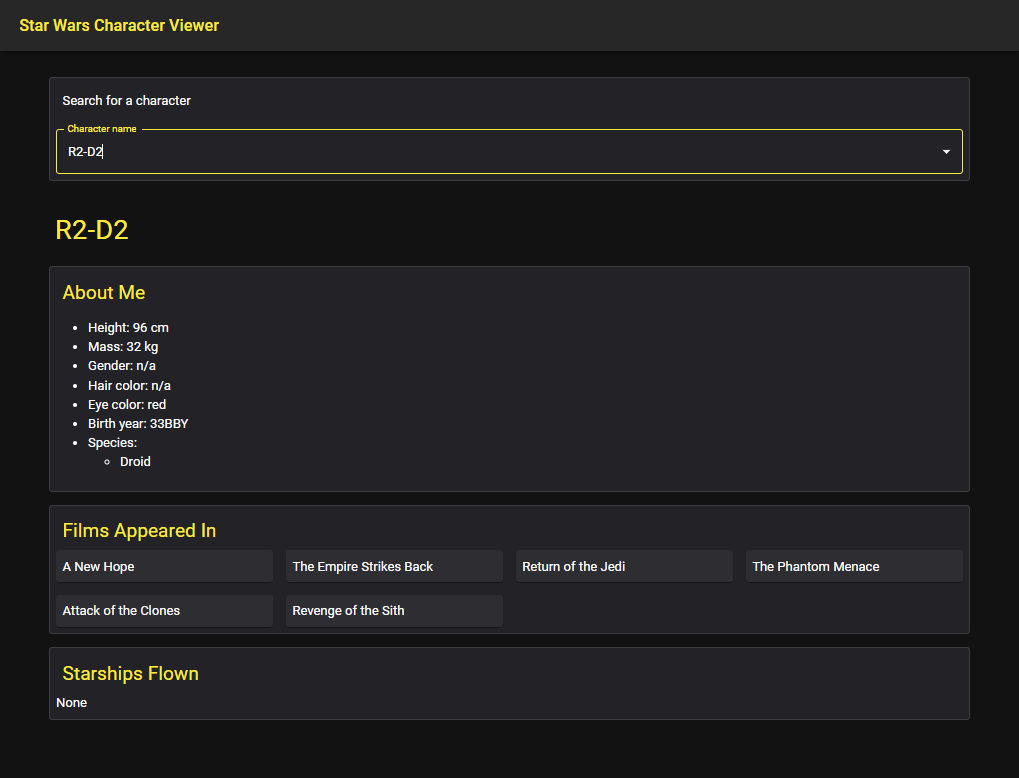 Star Wars Character Viewer
Search for a character
Character name
R2-D2
R2-D2
About Me
Height: 96 cm
Mass: 32 kg
Gender: n/a
Hair color: n/a
Eye color: red
Birth year: 33BBY
Species:
Droid
Films Appeared In
A New Hope The Empire Strikes Back Return of the Jedi The Phantom Menace
Attack of the Clones Revenge of the Sith
Starships Flown
None